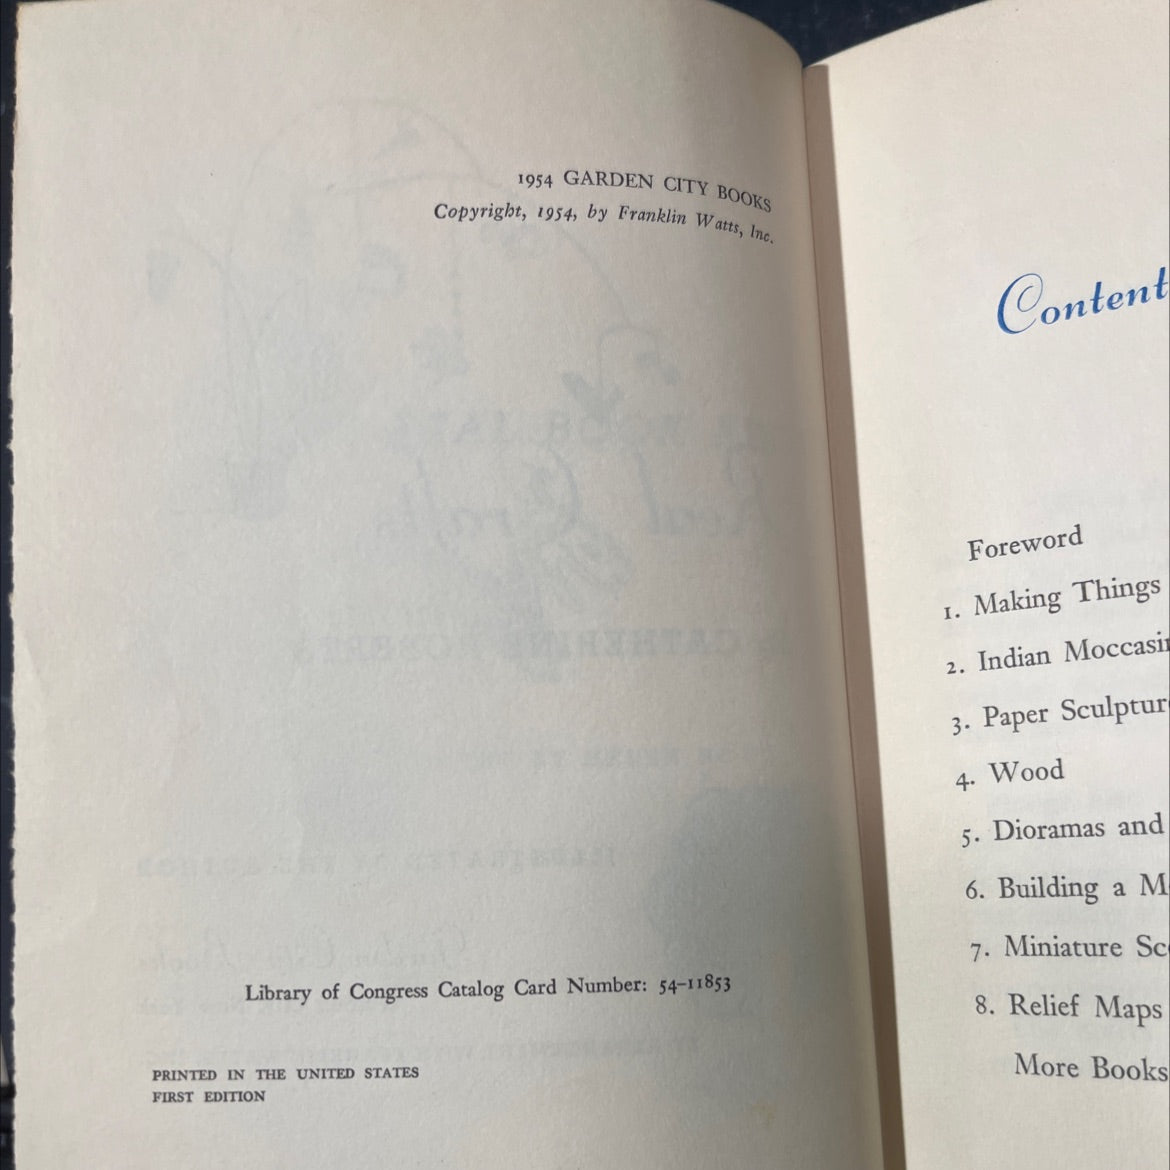 1954 GARDEN CITY BOOKS
Copyright, 1954, by Franklin Watts, Inc.
Library of Congress Catalog Card Number: 54-11853
PRINTED IN THE UNITED STATES
FIRST EDITION
Content
Foreword
1. Making Things
2. Indian Moccasin
3. Paper Sculpture
4. Wood
5. Dioramas and
6. Building a M
7. Miniature Sc
8. Relief Maps
More Books